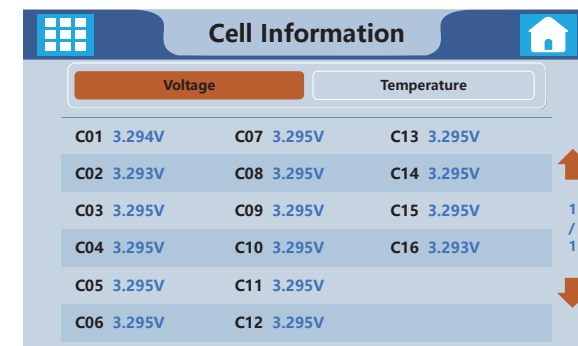 Cell Information
Voltage Temperature
C01 3.294V C07 3.295V C13 3.295V
C02 3.293V C08 3.295V C14 3.295V
C03 3.295V C09 3.295V C15 3.295V
C04 3.295V C10 3.295V C16 3.293V
C05 3.295V C11 3.295V
C06 3.295V C12 3.295V
1
/
1